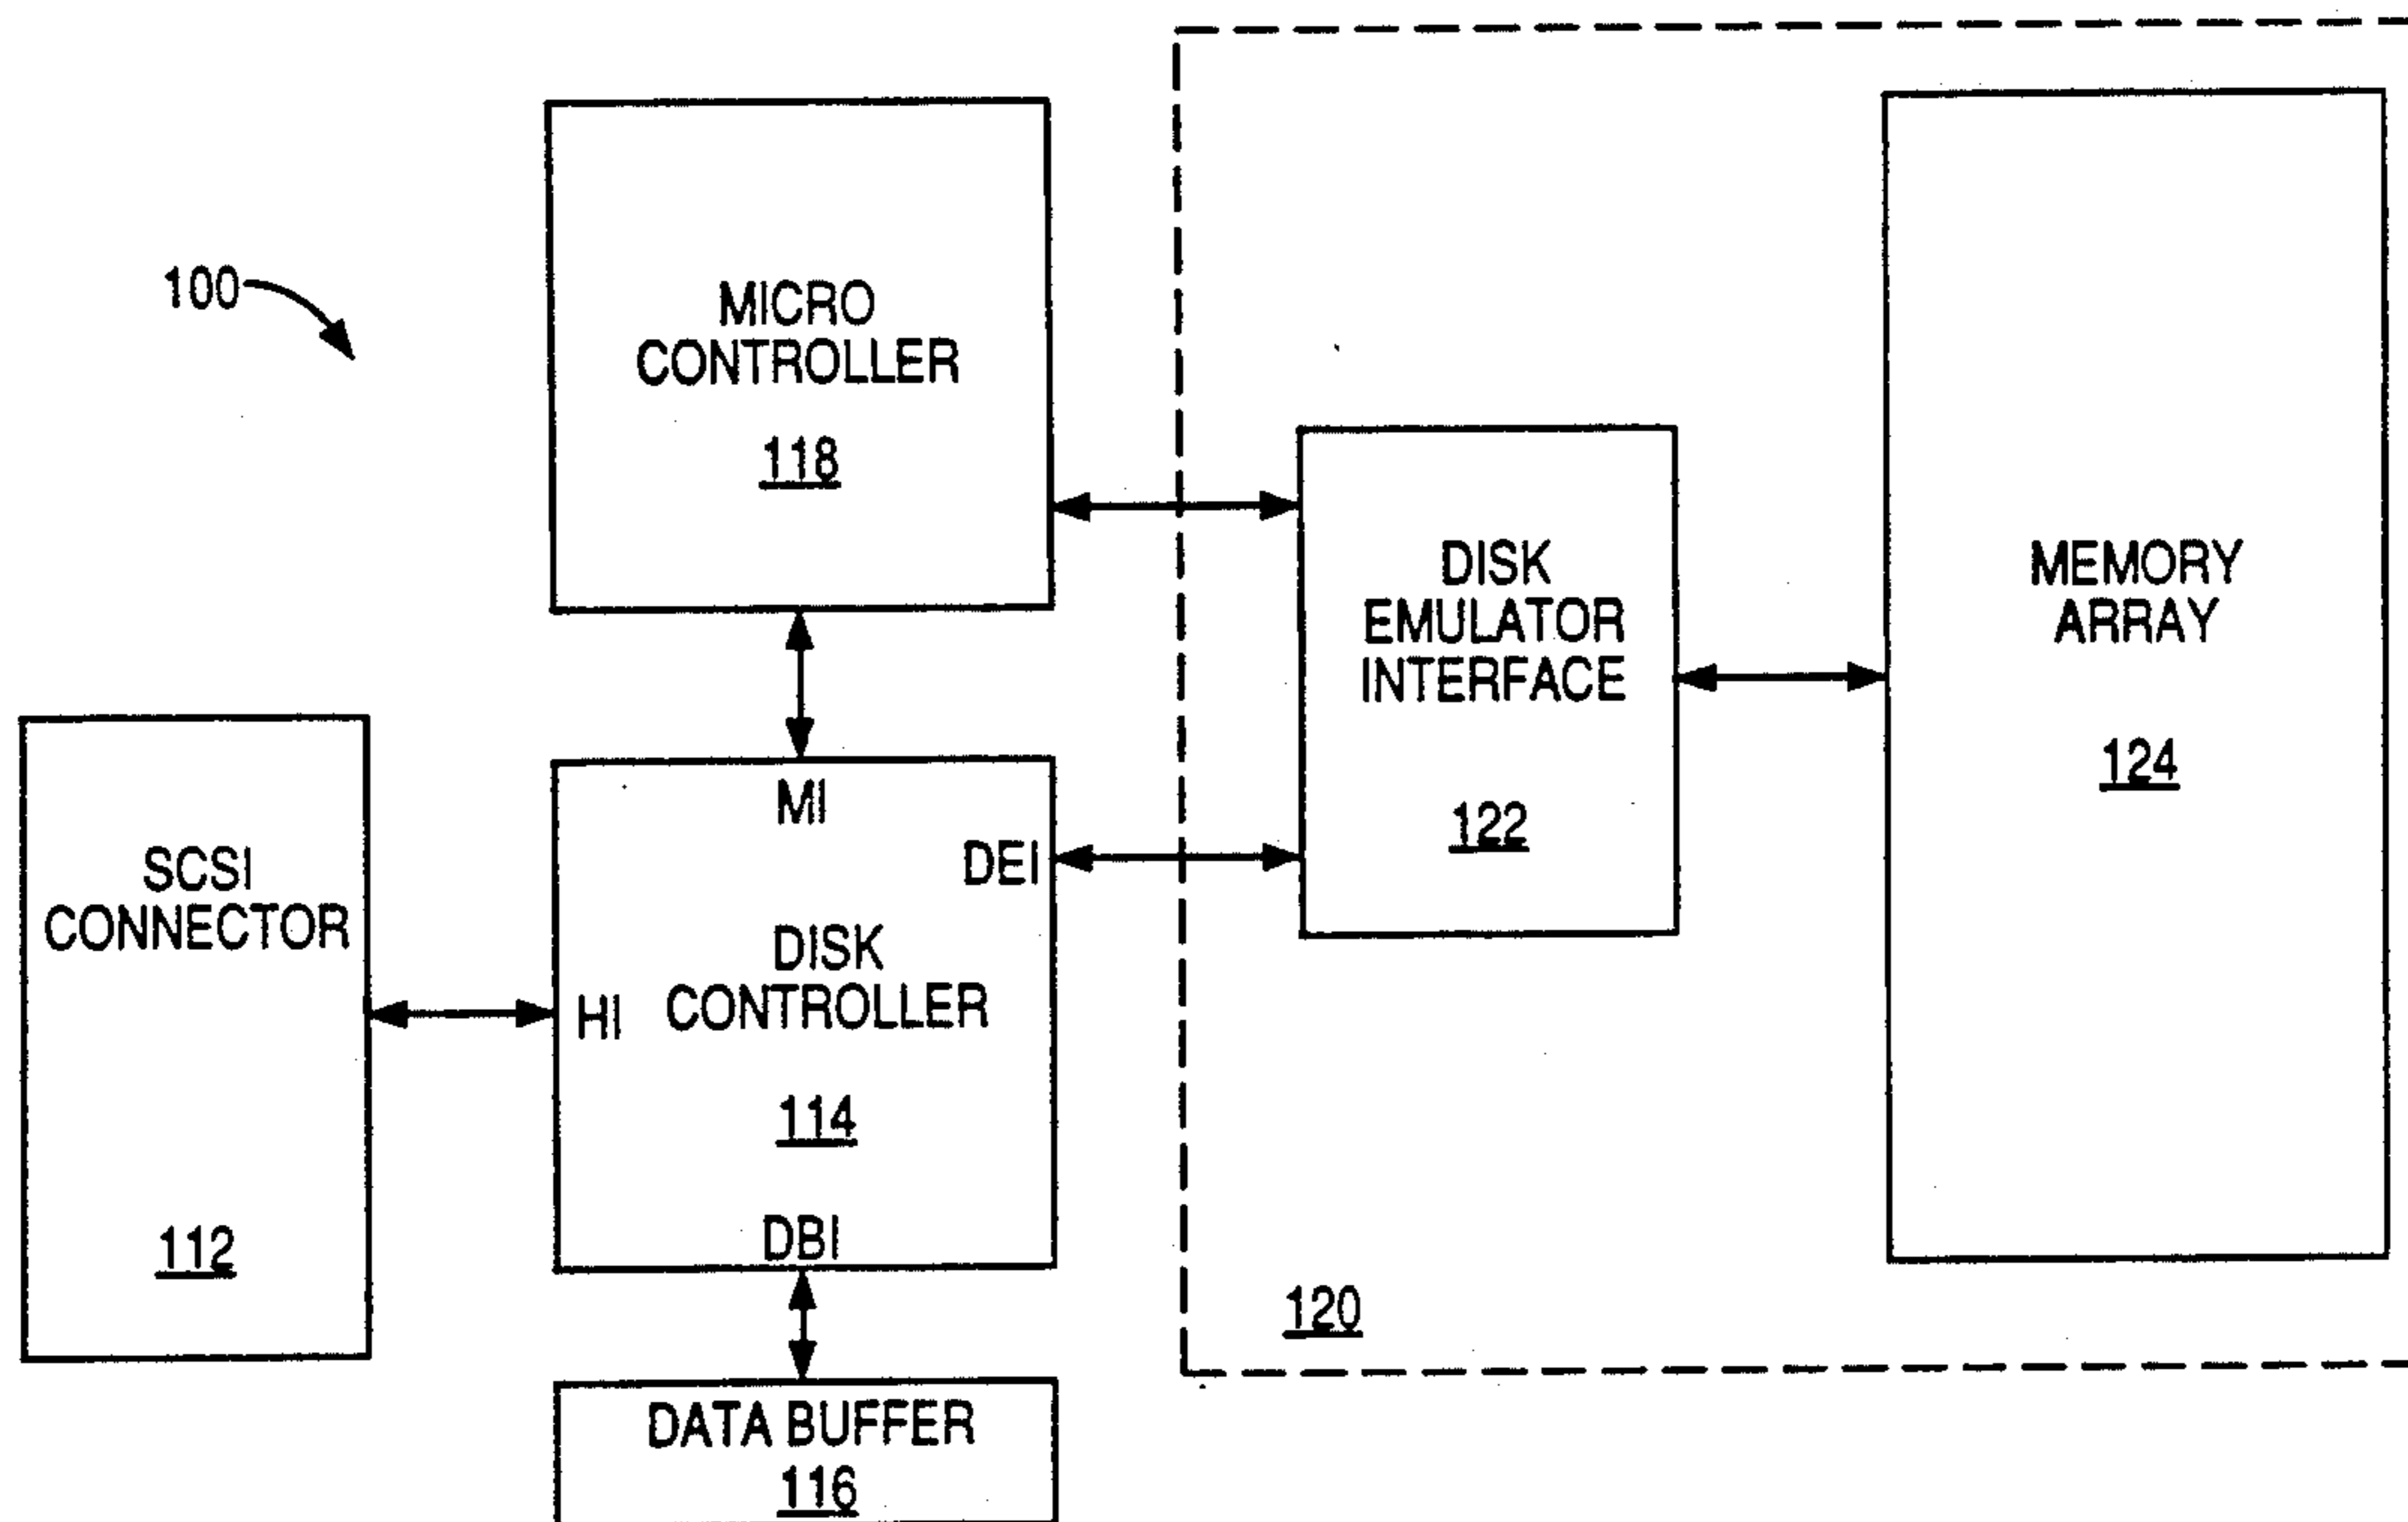 100
MICRO
CONTROLLER
118
DISK
EMULATOR
INTERFACE
122
MEMORY
ARRAY
124
SCSI
CONNECTOR
112
MI
DEI
HI
DISK
CONTROLLER
114
DBI
120
DATA BUFFER
116